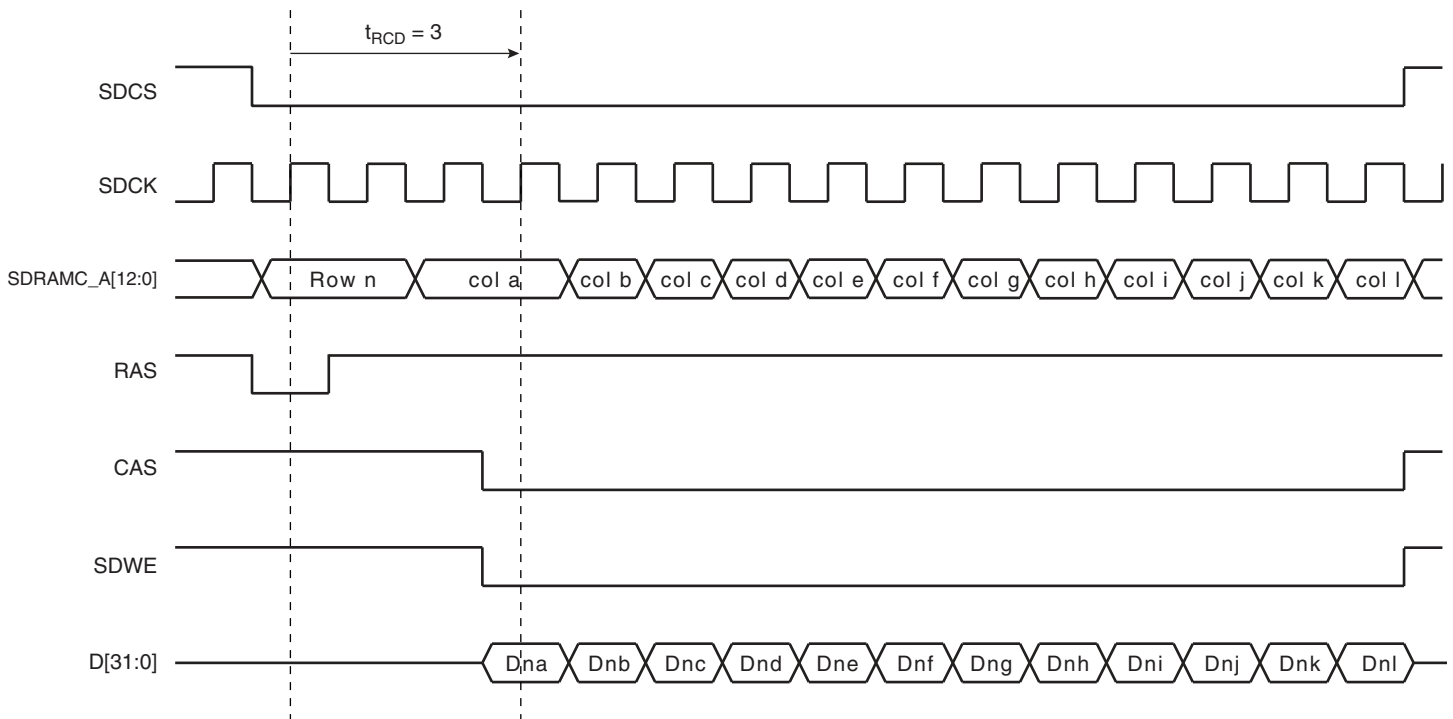 t_RCD = 3
SDCS
SDCK
SDRAMC_A[12:0] Row n col a col b col c col d col e col f col g col h col i col j col k col l
RAS
CAS
SDWE
D[31:0] Dna Dnb Dnc Dnd Dne Dnf Dng Dnh Dni Dnj Dnk Dnl